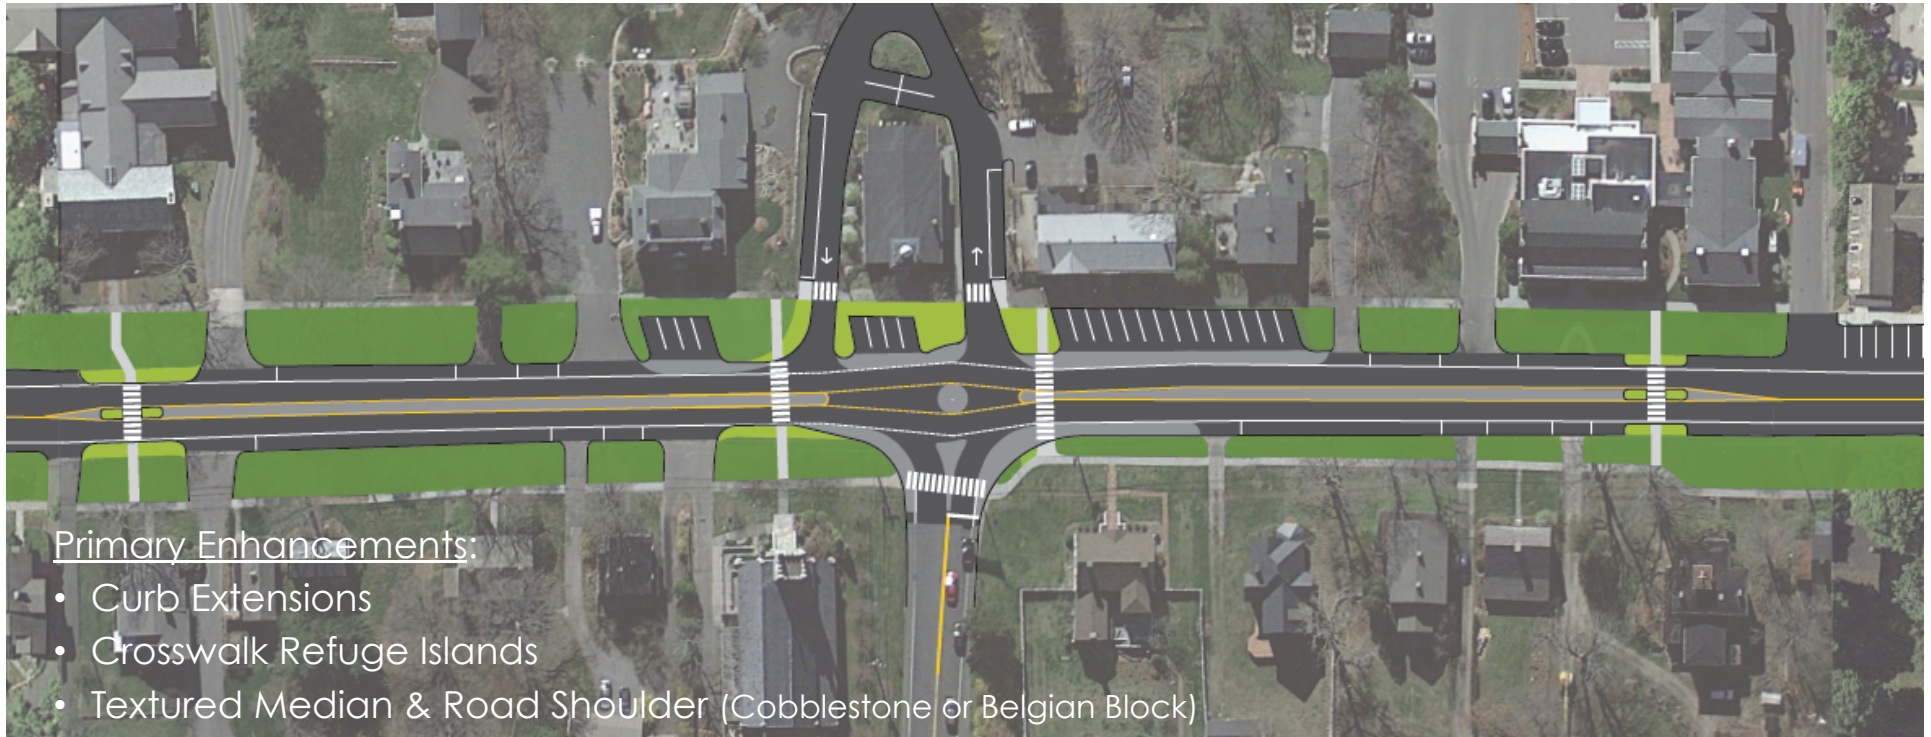 Primary Enhancements:
• Curb Extensions
• Crosswalk Refuge Islands
• Textured Median & Road Shoulder (Cobblestone or Belgian Block)